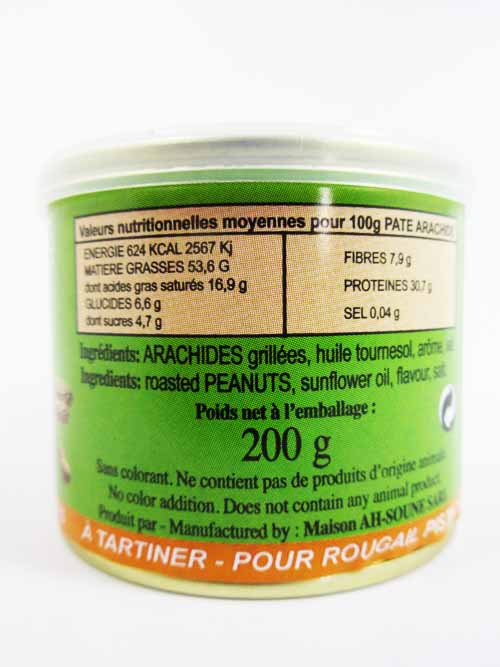 Valeurs nutritionnelles moyennes pour 100g PATE ARACHID
ENERGIE 624 KCAL 2567 Kj
MATIERE GRASSES 53,6 G
dont acides gras saturés 16,9 g
GLUCIDES 6,6 g
dont sucres 4,7 g
FIBRES 7,9 g
PROTEINES 30,7 g
SEL 0,04 g
Ingrédients: ARACHIDES grillées, huile tournesol, arôme, sel
Ingredients: roasted PEANUTS, sunflower oil, flavour, salt.
Poids net à l'emballage :
200 g
Sans colorant. Ne contient pas de produits d'origine animale.
No color addition. Does not contain any animal product.
Produit par - Manufactured by : Maison AH-SOUNE SARL
À TARTINER - POUR ROUGAIL PIST